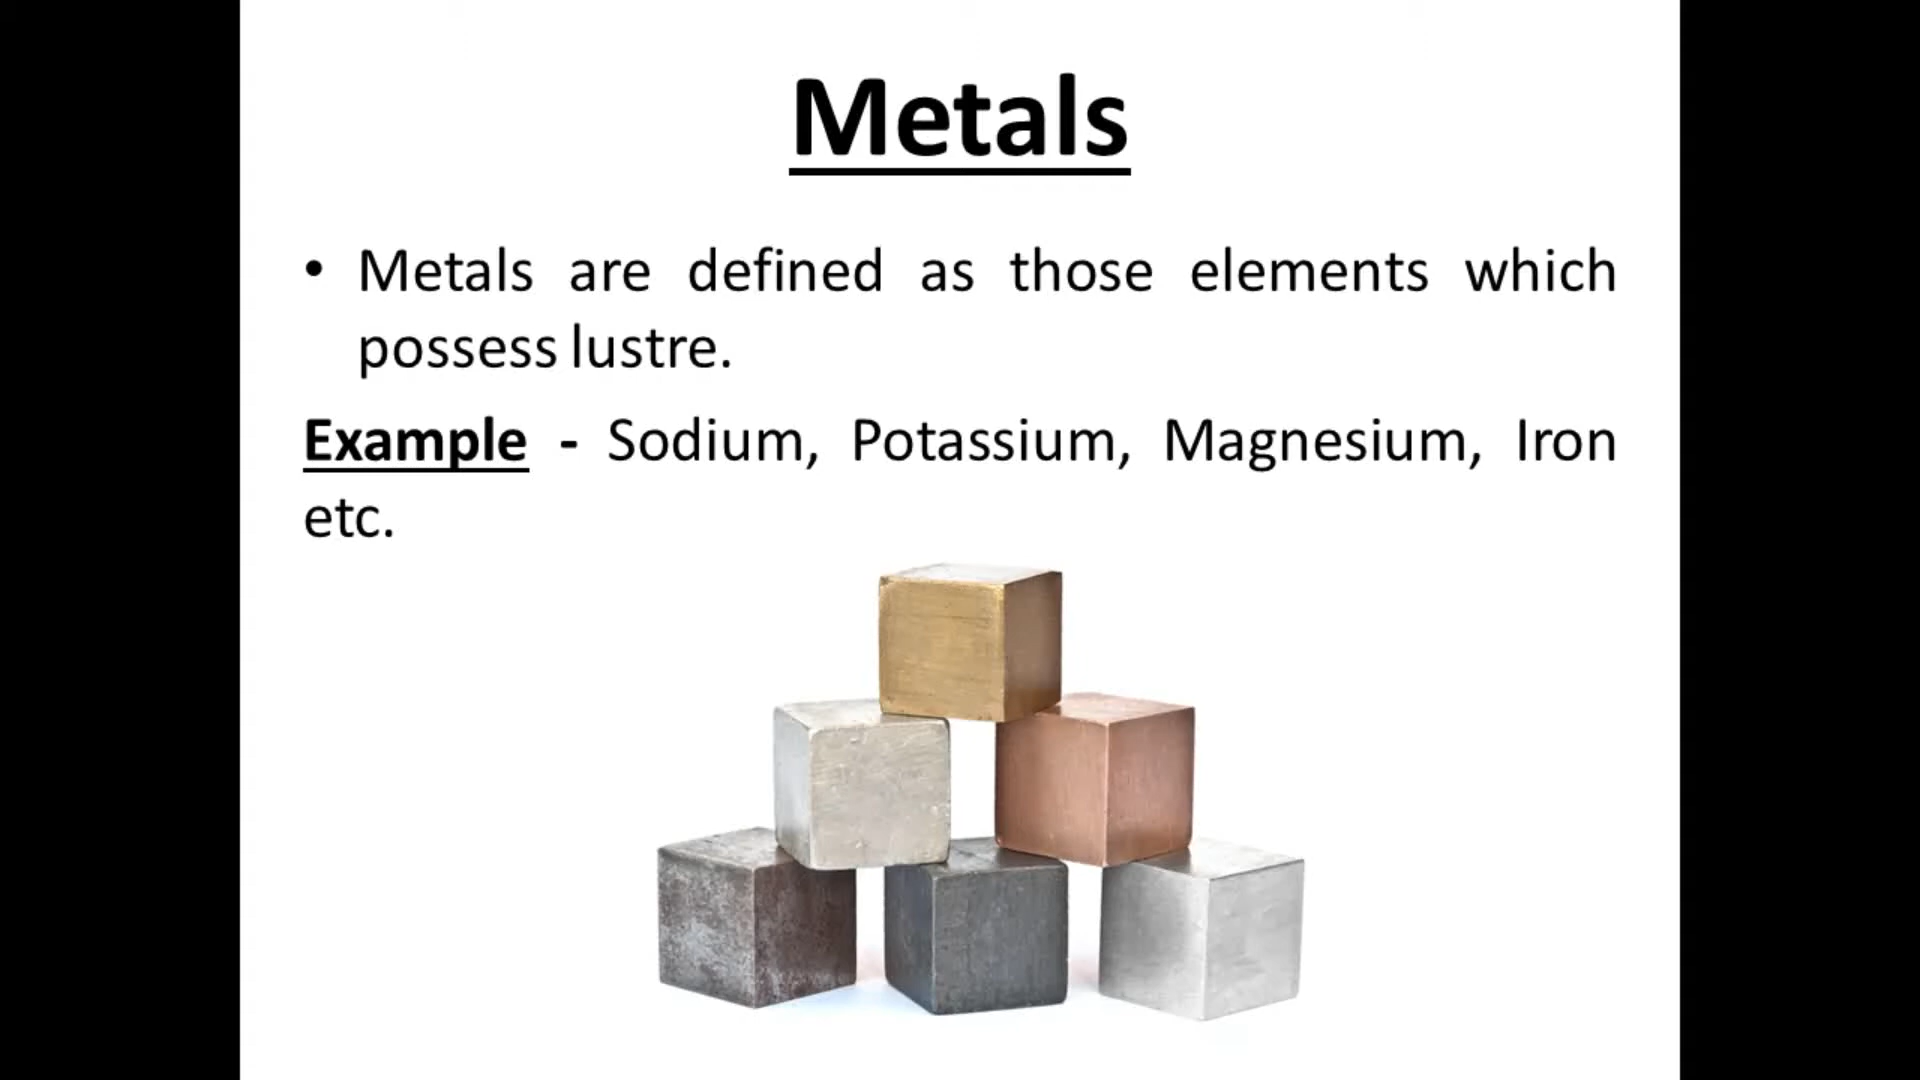 Metals
• Metals are defined as those elements which
possess lustre.
Example - Sodium, Potassium, Magnesium, Iron
etc.